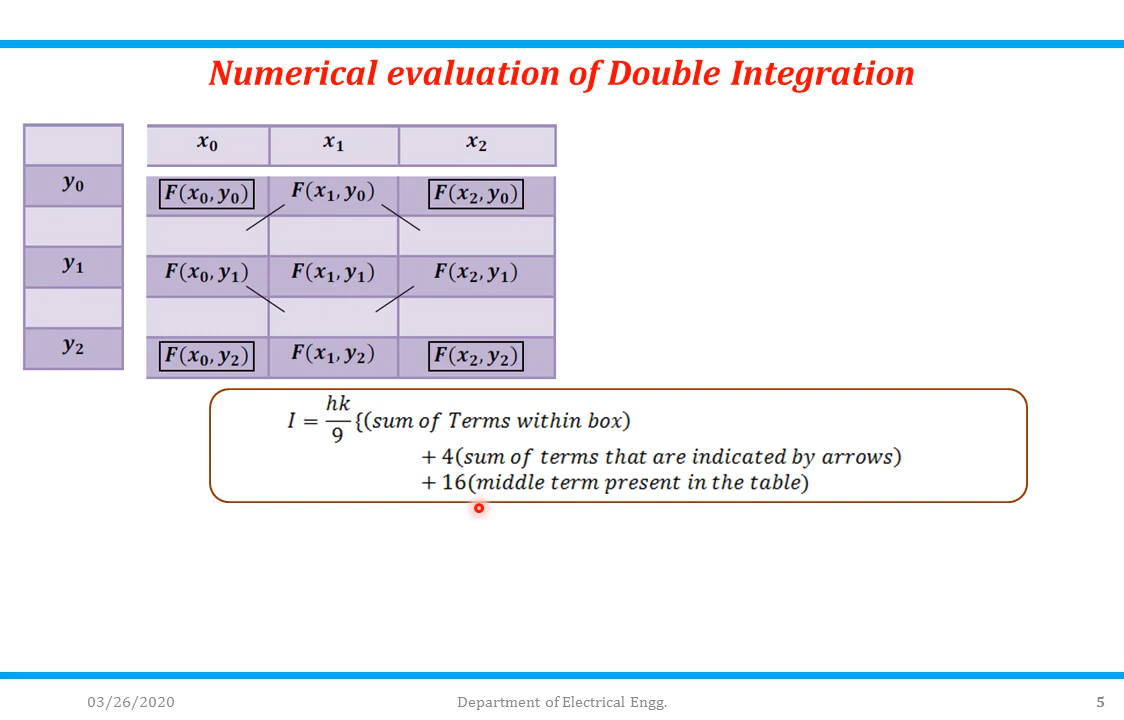 Numerical evaluation of Double Integration
x₀ x₁ x₂
y₀ F(x₀, y₀) F(x₁, y₀) F(x₂, y₀)
y₁ F(x₀, y₁) F(x₁, y₁) F(x₂, y₁)
y₂ F(x₀, y₂) F(x₁, y₂) F(x₂, y₂)
I = hk/9 {(sum of Terms within box)
+ 4(sum of terms that are indicated by arrows)
+ 16(middle term present in the table)
03/26/2020 Department of Electrical Engg. 5